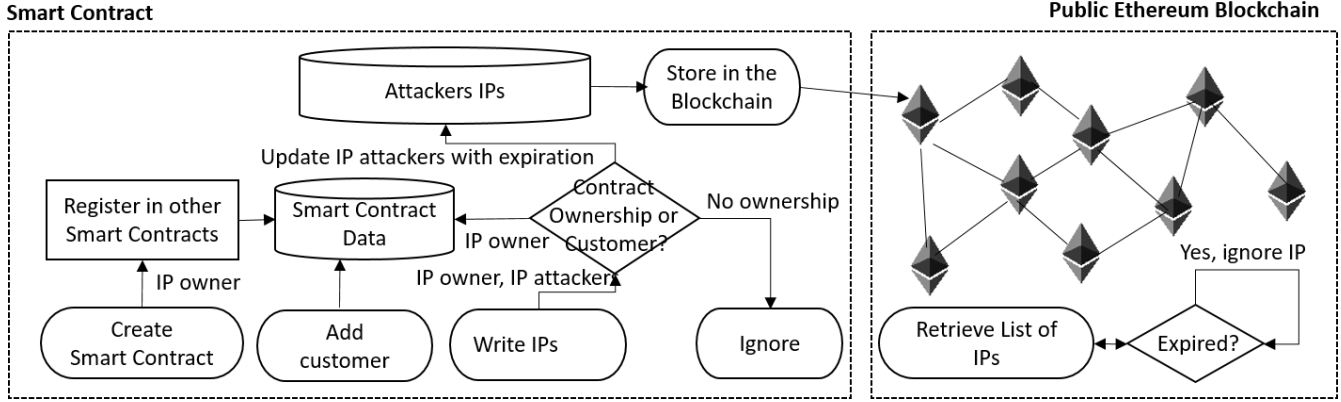 Smart Contract
Public Ethereum Blockchain
Attackers IPs
Store in the
Blockchain
Update IP attackers with expiration
Register in other
Smart Contracts
Smart Contract
Data
Contract
Ownership or
Customer?
No ownership
IP owner
IP owner
IP owner, IP attackers
Create
Smart Contract
Add
customer
Write IPs
Ignore
Yes, ignore IP
Retrieve List of
IPs
Expired?